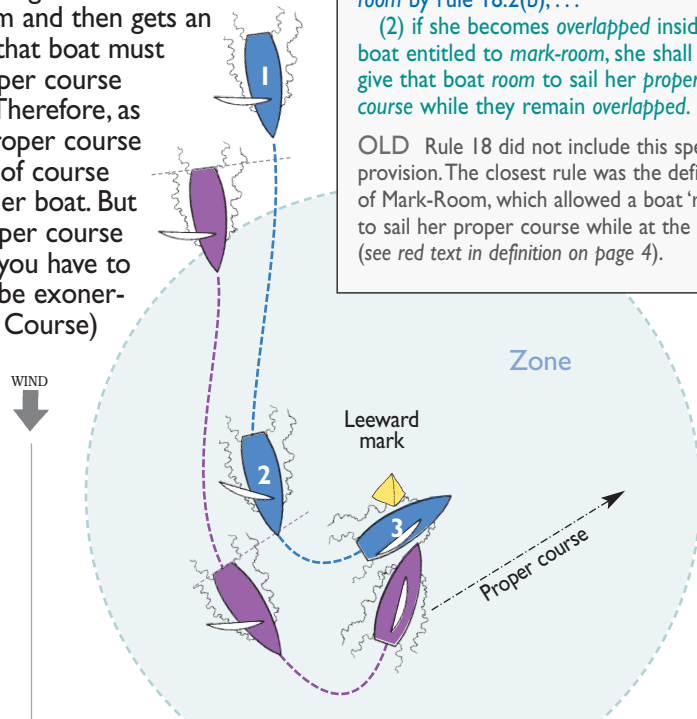 m and then gets an
that boat must
per course
Therefore, as
roper course
of course
er boat. But
per course
you have to
be exoner-
Course)
room by rule 18.2(b), . . .
(2) if she becomes overlapped insid
boat entitled to mark-room, she shall
give that boat room to sail her proper
course while they remain overlapped.
OLD Rule 18 did not include this spe
provision. The closest rule was the defi
of Mark-Room, which allowed a boat ‘r
to sail her proper course while at the
(see red text in definition on page 4).
1
Zone
WIND
Leeward
mark
2
3
Proper course